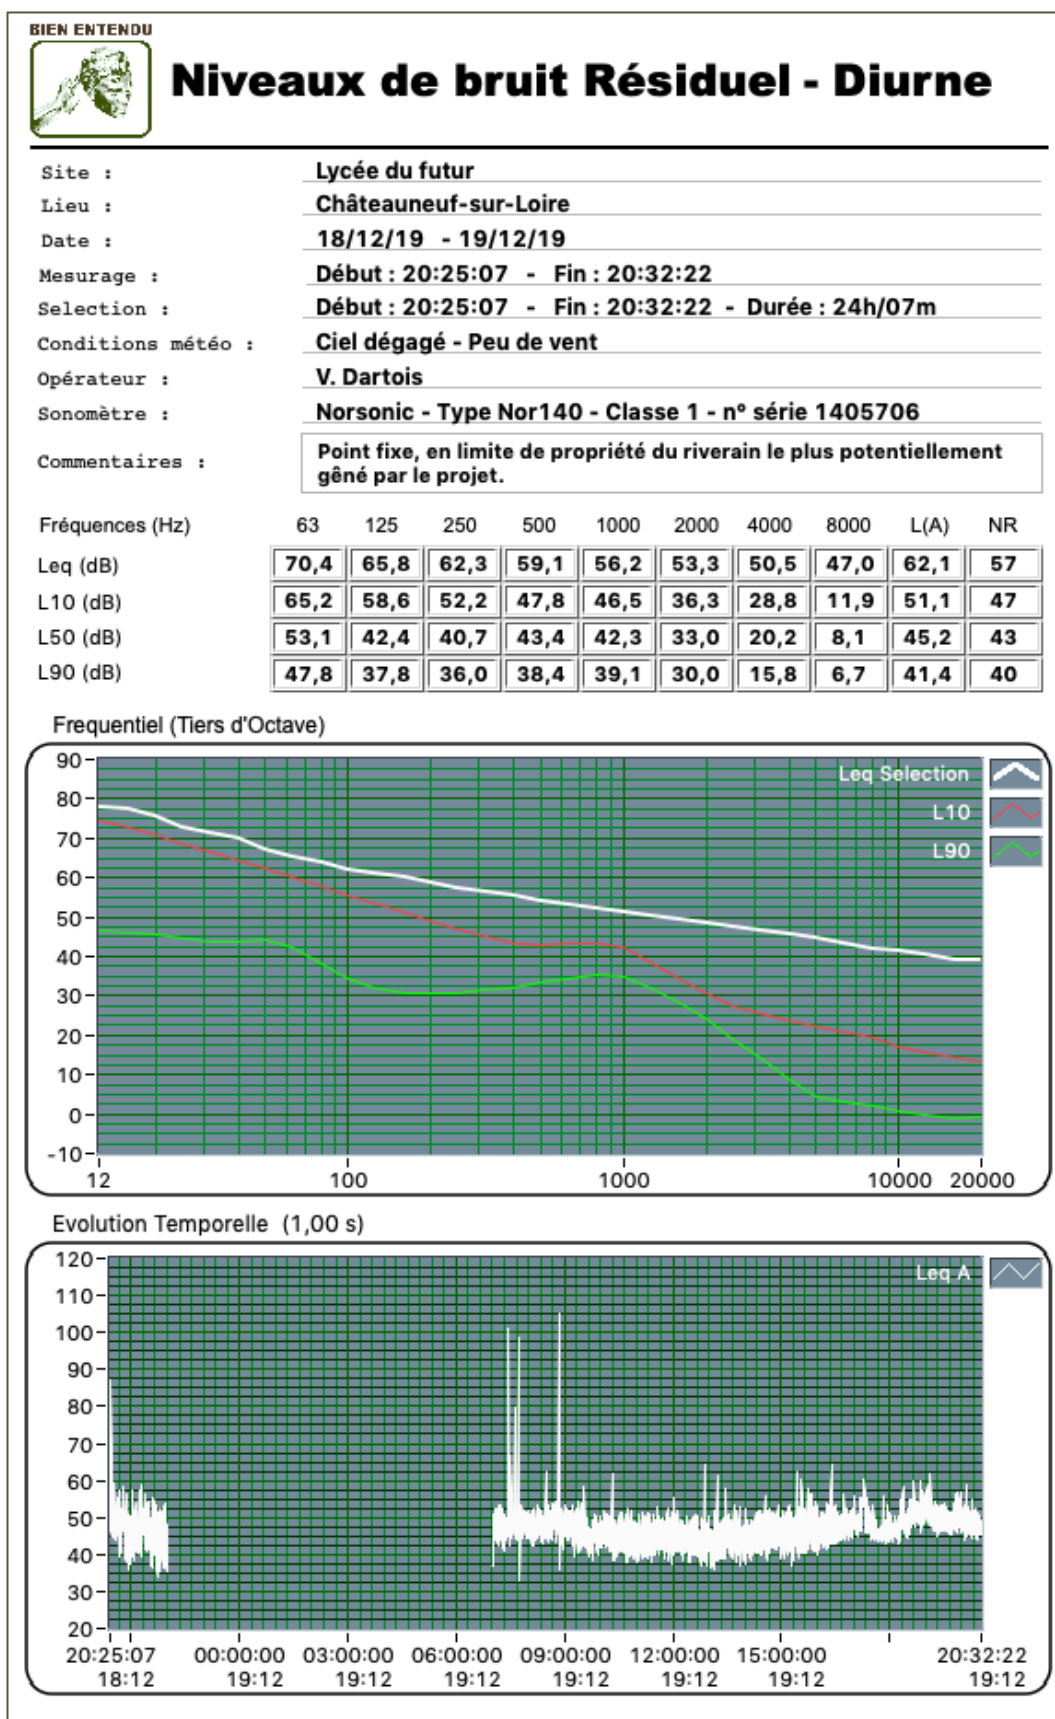 BIEN ENTENDU
Niveaux de bruit Résiduel - Diurne
Site : Lycée du futur
Lieu : Châteauneuf-sur-Loire
Date : 18/12/19 - 19/12/19
Mesurage : Début : 20:25:07 - Fin : 20:32:22
Selection : Début : 20:25:07 - Fin : 20:32:22 - Durée : 24h/07m
Conditions météo : Ciel dégagé - Peu de vent
Opérateur : V. Dartois
Sonomètre : Norsonic - Type Nor140 - Classe 1 - n° série 1405706
Commentaires : Point fixe, en limite de propriété du riverain le plus potentiellement
gêné par le projet.
Fréquences (Hz) 63 125 250 500 1000 2000 4000 8000 L(A) NR
Leq (dB) 70,4 65,8 62,3 59,1 56,2 53,3 50,5 47,0 62,1 57
L10 (dB) 65,2 58,6 52,2 47,8 46,5 36,3 28,8 11,9 51,1 47
L50 (dB) 53,1 42,4 40,7 43,4 42,3 33,0 20,2 8,1 45,2 43
L90 (dB) 47,8 37,8 36,0 38,4 39,1 30,0 15,8 6,7 41,4 40
Frequentiel (Tiers d'Octave)
90
80
70
60
50
40
30
20
10
0
-10
Leq Selection
L10
L90
12 100 1000 10000 20000
Evolution Temporelle (1,00 s)
120
110
100
90
80
70
60
50
40
30
20
Leq A
20:25:07 00:00:00 03:00:00 06:00:00 09:00:00 12:00:00 15:00:00 20:32:22
18:12 19:12 19:12 19:12 19:12 19:12 19:12 19:12